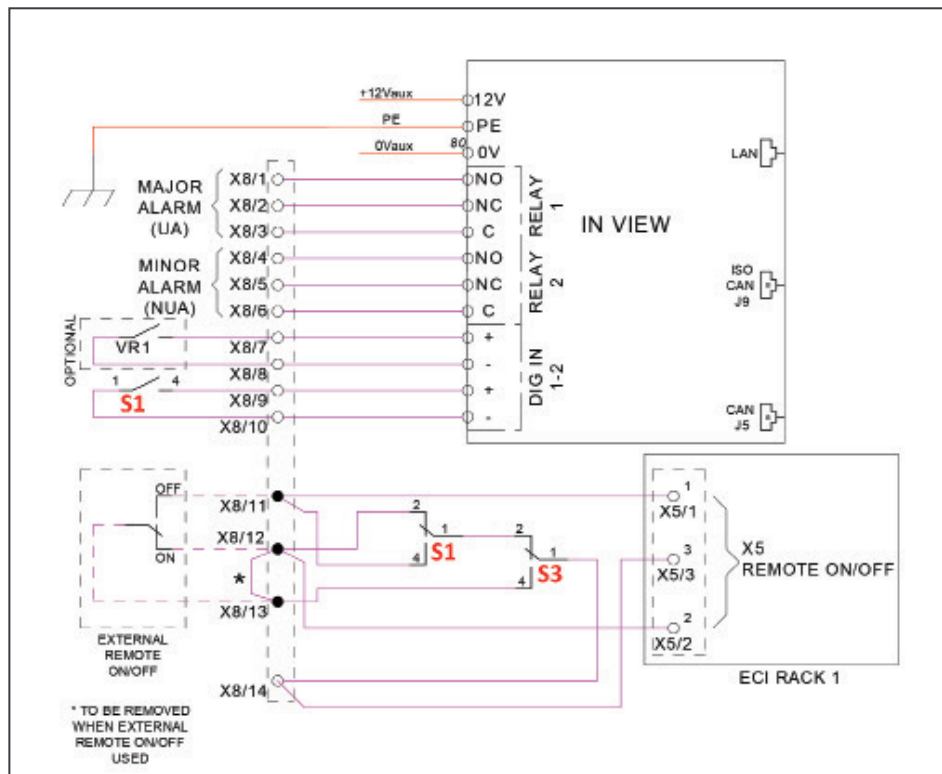 +12Vaux
12V
PE
PE
0Vaux
80
0V
LAN
MAJOR
ALARM
(UA)
X8/1
X8/2
X8/3
NO
NC
C
RELAY
1
IN VIEW
MINOR
ALARM
(NUA)
X8/4
X8/5
X8/6
NO
NC
C
RELAY
2
ISO
CAN
J9
OPTIONAL
VR1
X8/7
X8/8
+
-
1
4
S1
X8/9
X8/10
+
-
DIG IN
1-2
CAN
J5
OFF
ON
X8/11
X8/12
*
X8/13
X8/14
2
1
4
S1
2
1
4
S3
1
X5/1
3
X5/3
2
X5/2
X5
REMOTE ON/OFF
ECI RACK 1
EXTERNAL
REMOTE
ON/OFF
* TO BE REMOVED
WHEN EXTERNAL
REMOTE ON/OFF
USED